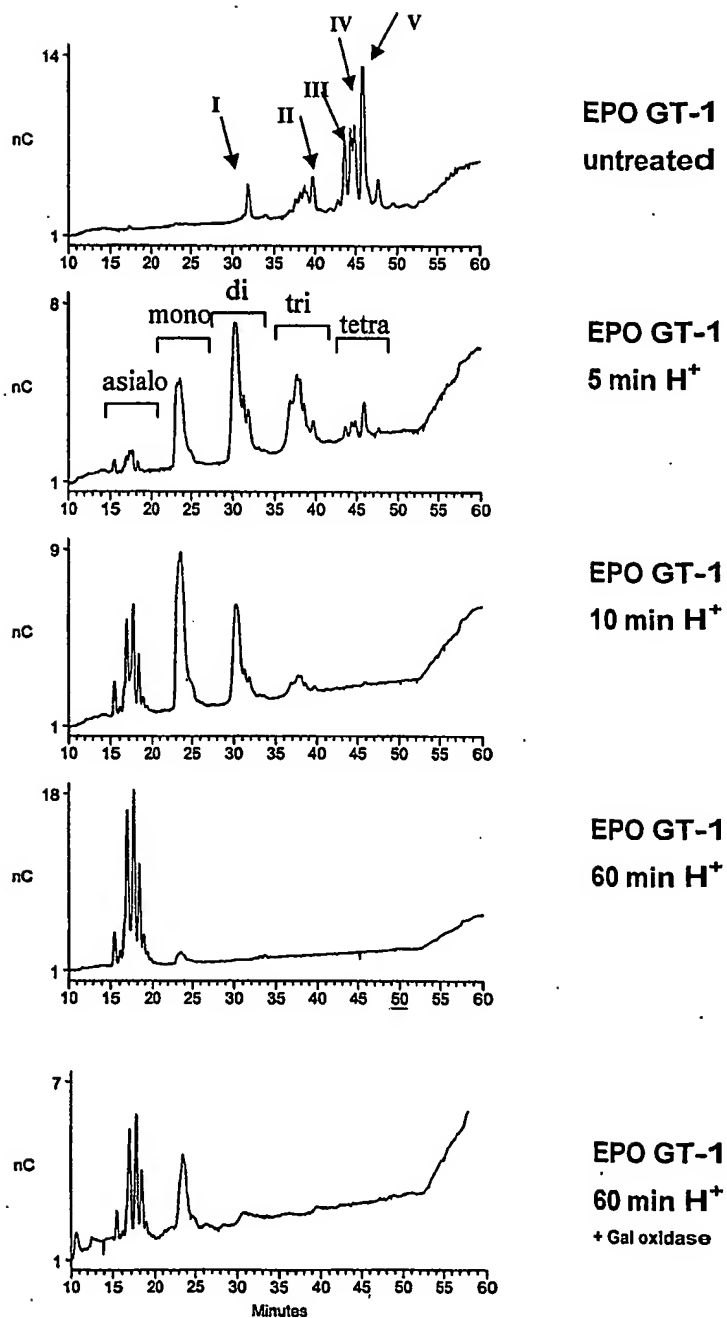 IV V
14
III
I
II
nC
EPO GT-1
untreated
1
10 15 20 25 30 35 40 45 50 55 60
8
di
mono
tri
tetra
asialo
nC
EPO GT-1
5 min H+
1
10 15 20 25 30 35 40 45 50 55 60
9
nC
EPO GT-1
10 min H+
1
10 15 20 25 30 35 40 45 50 55 60
18
nC
EPO GT-1
60 min H+
1
10 15 20 25 30 35 40 45 50 55 60
7
nC
EPO GT-1
60 min H+
+ Gal oxidase
1
10 15 20 25 30 35 40 45 50 55 60
Minutes